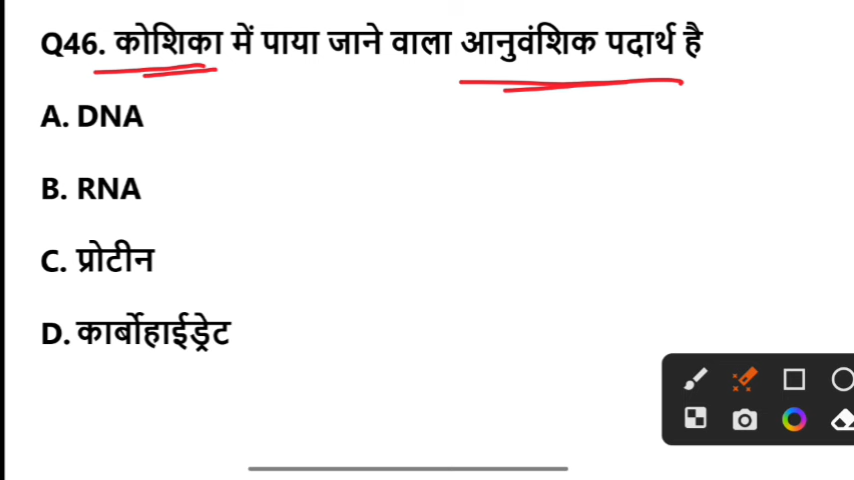 Q46. कोशिका में पाया जाने वाला आनुवंशिक पदार्थ है
A. DNA
B. RNA
C. प्रोटीन
D. कार्बोहाईड्रेट